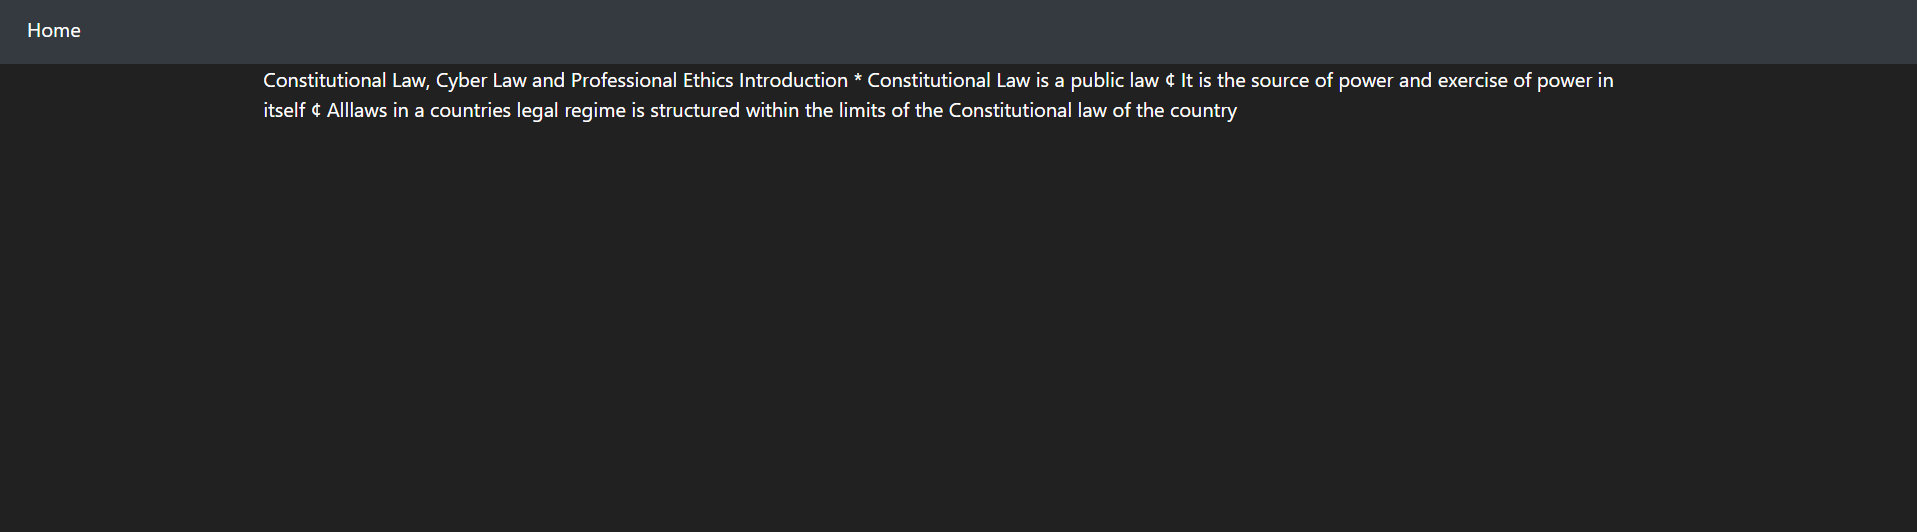 Home
Constitutional Law, Cyber Law and Professional Ethics Introduction * Constitutional Law is a public law ¢ It is the source of power and exercise of power in
itself ¢ Alllaws in a countries legal regime is structured within the limits of the Constitutional law of the country